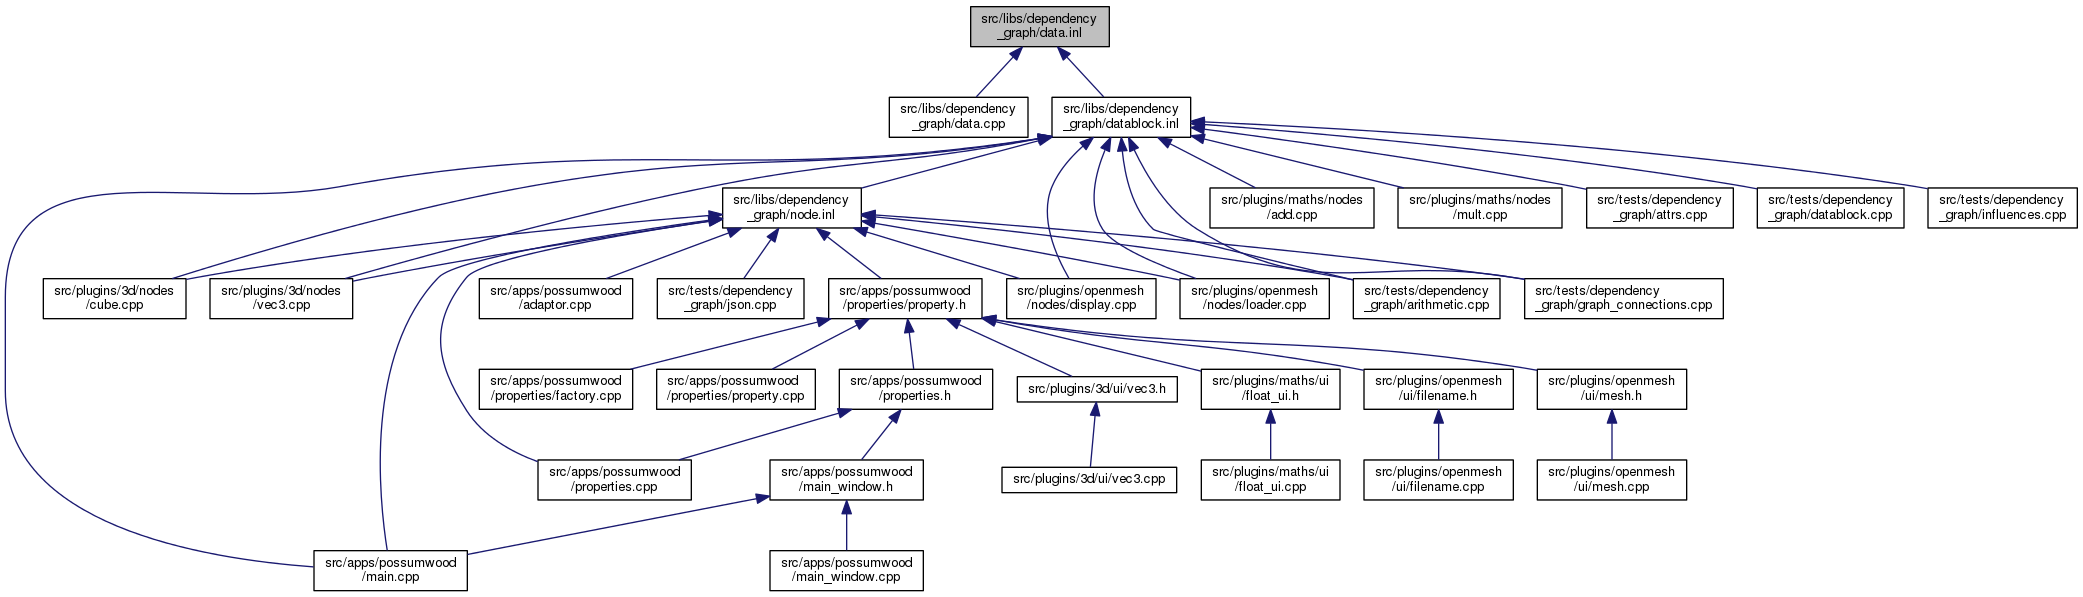 src/libs/dependency
_graph/data.inl
src/libs/dependency
_graph/data.cpp
src/libs/dependency
_graph/datablock.inl
src/libs/dependency
_graph/node.inl
src/plugins/maths/nodes
/add.cpp
src/plugins/maths/nodes
/mult.cpp
src/tests/dependency
_graph/attrs.cpp
src/tests/dependency
_graph/datablock.cpp
src/tests/dependency
_graph/influences.cpp
src/plugins/3d/nodes
/cube.cpp
src/plugins/3d/nodes
/vec3.cpp
src/apps/possumwood
/adaptor.cpp
src/tests/dependency
_graph/json.cpp
src/apps/possumwood
/properties/property.h
src/plugins/openmesh
/nodes/display.cpp
src/plugins/openmesh
/nodes/loader.cpp
src/tests/dependency
_graph/arithmetic.cpp
src/tests/dependency
_graph/graph_connections.cpp
src/apps/possumwood
/properties/factory.cpp
src/apps/possumwood
/properties/property.cpp
src/apps/possumwood
/properties.h
src/plugins/3d/ui/vec3.h
src/plugins/maths/ui
/float_ui.h
src/plugins/openmesh
/ui/filename.h
src/plugins/openmesh
/ui/mesh.h
src/apps/possumwood
/properties.cpp
src/apps/possumwood
/main_window.h
src/plugins/3d/ui/vec3.cpp
src/plugins/maths/ui
/float_ui.cpp
src/plugins/openmesh
/ui/filename.cpp
src/plugins/openmesh
/ui/mesh.cpp
src/apps/possumwood
/main.cpp
src/apps/possumwood
/main_window.cpp